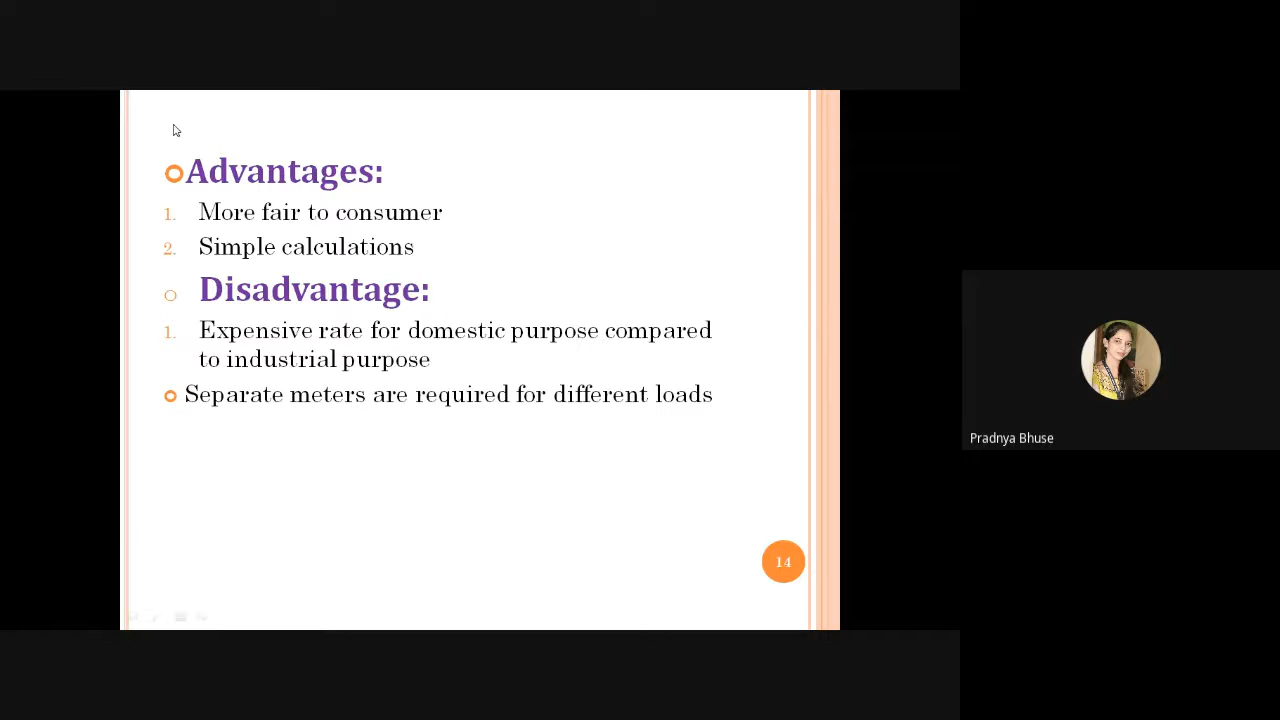 Advantages:
1. More fair to consumer
2. Simple calculations
Disadvantage:
1. Expensive rate for domestic purpose compared
to industrial purpose
Separate meters are required for different loads
14
Pradnya Bhuse